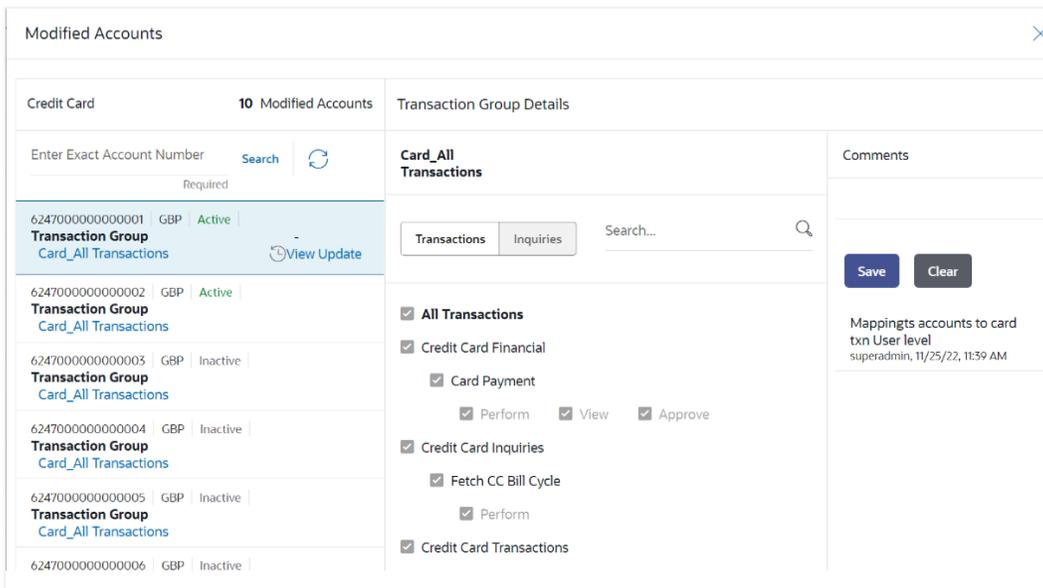 Modified Accounts
Credit Card
10 Modified Accounts
Transaction Group Details
Enter Exact Account Number
Search
Required
6247000000000001 GBP Active
Transaction Group
-
Card_All Transactions
View Update
6247000000000002 GBP Active
Transaction Group
Card_All Transactions
6247000000000003 GBP Inactive
Transaction Group
Card_All Transactions
6247000000000004 GBP Inactive
Transaction Group
Card_All Transactions
6247000000000005 GBP Inactive
Transaction Group
Card_All Transactions
6247000000000006 GBP Inactive
Card_All
Transactions
Transactions Inquiries
Search...
All Transactions
Credit Card Financial
Card Payment
Perform View Approve
Credit Card Inquiries
Fetch CC Bill Cycle
Perform
Credit Card Transactions
Comments
Save Clear
Mappingts accounts to card
txn User level
superadmin, 11/25/22, 11:39 AM